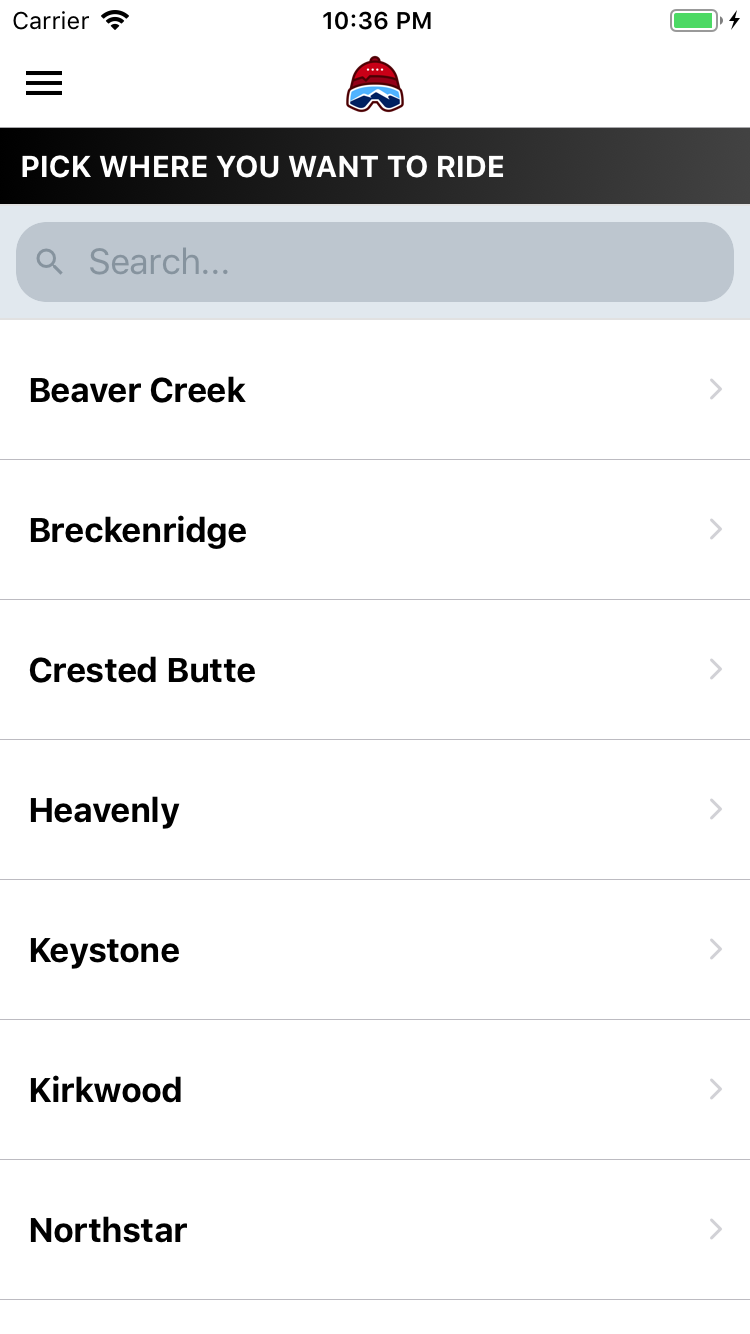 Carrier 10:36 PM
PICK WHERE YOU WANT TO RIDE
Search...
Beaver Creek
Breckenridge
Crested Butte
Heavenly
Keystone
Kirkwood
Northstar